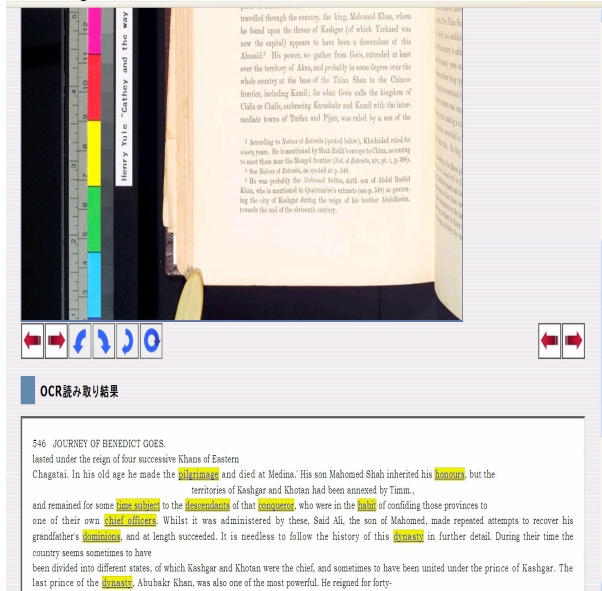 travelled through the country, the king, Mahomed Khan, whom
he found upon the throne of Kashgar (of which Yarkand was
now the capital) appears to have been a descendant of this
Abusaid.² His power, we gather from Goës, extended at least
over the territory of Aksu, and probably in some degree over the
whole country at the base of the Thian Shan to the Chinese
frontier, including Kamil; for what Goës calls the kingdom of
Cialis or Chalis, embracing Karashahr and Kamil with the inter-
mediate towns of Turfan and Pijan, was ruled by a son of the
¹ According to Notices et Extraits (quoted below), Khudaidad ruled for
ninety years. He is mentioned by Shah Rukh's envoys to China, as coming
to meet them near the Mongol frontier (Not. et Extraits, xiv, pt. i, p. 388).
² See Notices et Extraits, as quoted at p. 548.
³ He was probably the Mahomed Sultan, sixth son of Abdul Rashid
Khan, who is mentioned in Quatremère's extracts (see p. 548) as govern-
ing the city of Kashgar during the reign of his brother Abdulkerim,
towards the end of the sixteenth century.
Henry Yule "Cathey and the way
OCR読み取り結果
546 JOURNEY OF BENEDICT GOES.
lasted under the reign of four successive Khans of Eastern
Chagatai. In his old age he made the pilgrimage and died at Medina.' His son Mahomed Shah inherited his honours, but the
territories of Kashgar and Khotan had been annexed by Timm.,
and remained for some time subject to the descendants of that conqueror, who were in the habit of confiding those provinces to
one of their own chief officers. Whilst it was administered by these, Said Ali, the son of Mahomed, made repeated attempts to recover his
grandfather's dominions, and at length succeeded. It is needless to follow the history of this dynasty in further detail. During their time the
country seems sometimes to have
been divided into different states, of which Kashgar and Khotan were the chief, and sometimes to have been united under the prince of Kashgar. The
last prince of the dynasty, Abubakr Khan, was also one of the most powerful. He reigned for forty-